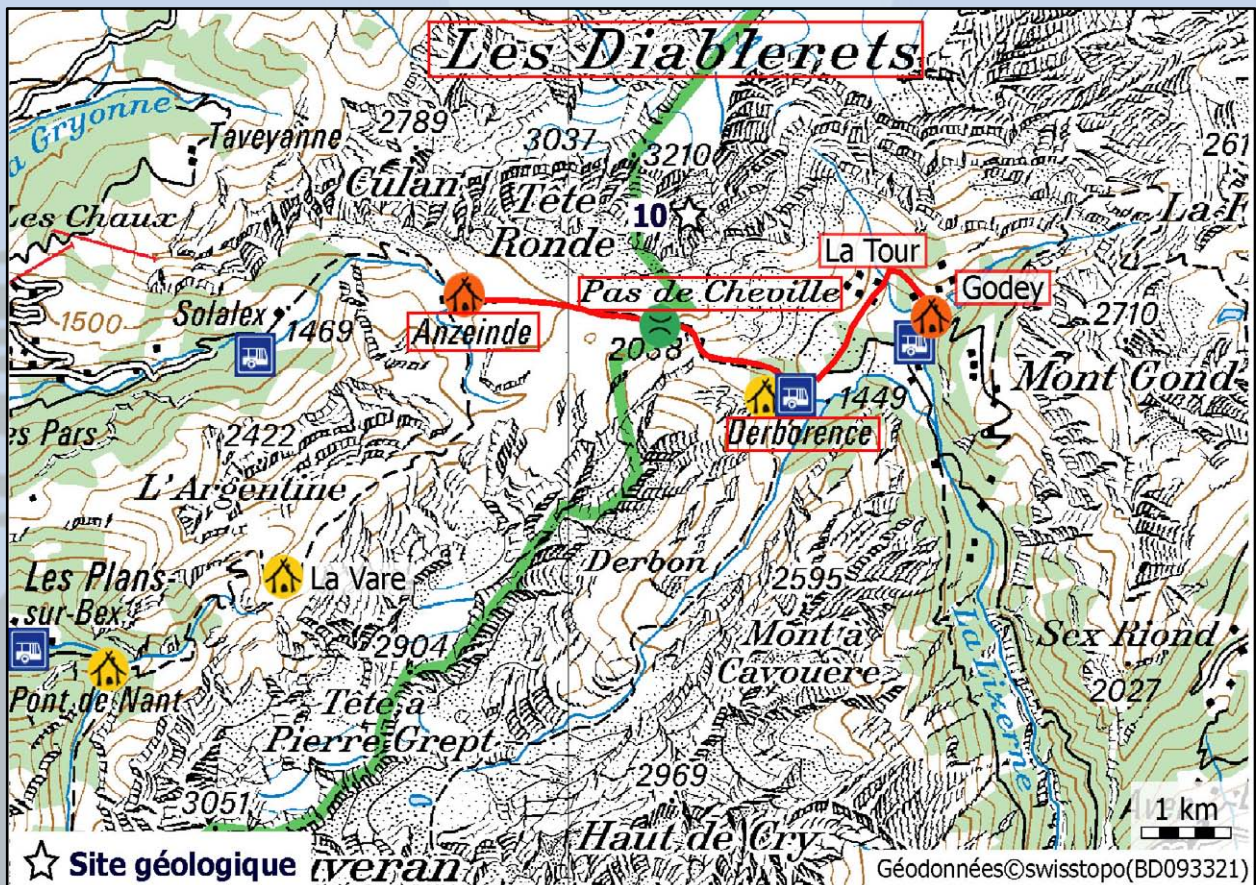 Les Diablerets
a Gryonne
Taveyanne
2789
3037
3210
261
Culan
Tête
Ronde
10
Les Chaux
La F
La Tour
Pas de Cheville
Godey
Solalex
1500
1469
Anzeinde
2038
2710
Mont Gond
1449
es Pars
2422
Derborence
L'Argentine
Derbon
2595
Les Plans-
sur-Bex
La Vare
2904
Mont à
Cavouère
Sex Riond
La Lizerne
2027
Pont de Nant
Tête à
Pierre Grept
2969
3051
Haut de Cry
1 km
Site géologique
veran
Géodonnées©swisstopo(BD093321)